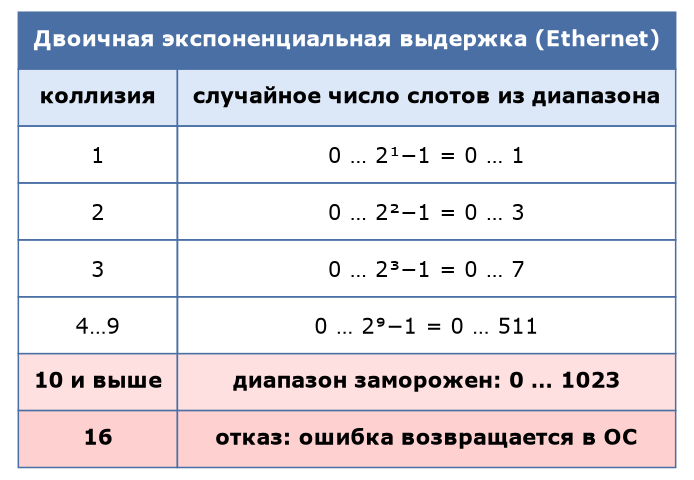 Двоичная экспоненциальная выдержка (Ethernet)
коллизия случайное число слотов из диапазона
1 0 … 2¹−1 = 0 … 1
2 0 … 2²−1 = 0 … 3
3 0 … 2³−1 = 0 … 7
4…9 0 … 2⁹−1 = 0 … 511
10 и выше диапазон заморожен: 0 … 1023
16 отказ: ошибка возвращается в ОС